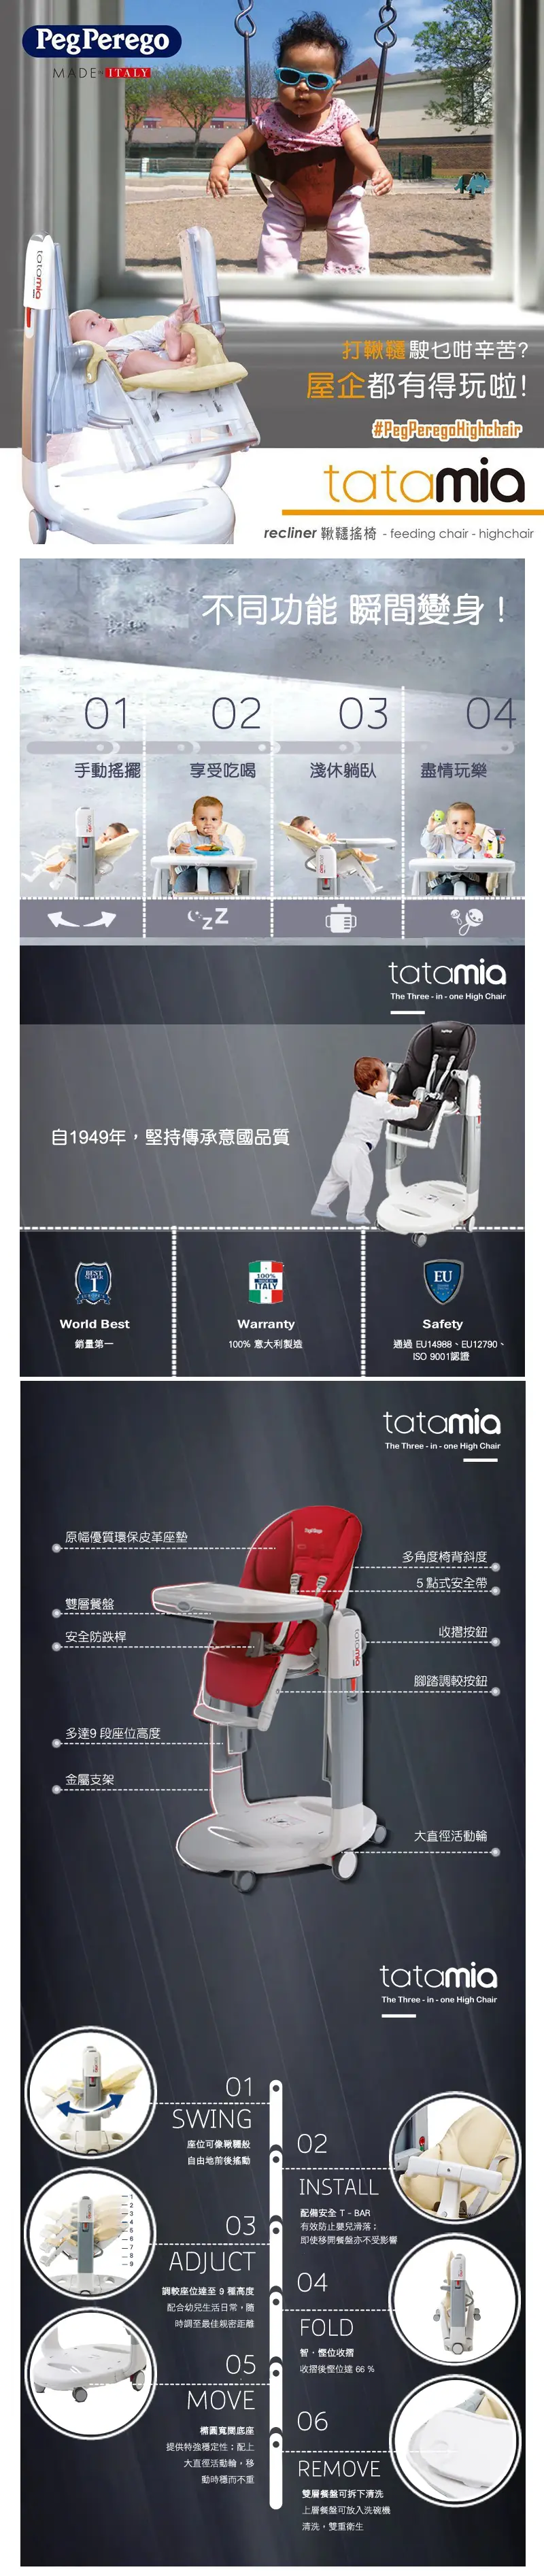 PegPerego
MADE IN ITALY
tatamia
打鞦韆駛乜咁辛苦?
屋企都有得玩啦!
#PegPeregoHighchair
tatamia
recliner 鞦韆搖椅 - feeding chair - highchair
不同功能 瞬間變身！
01 02 03 04
手動搖擺 享受吃喝 淺休躺臥 盡情玩樂
zzZ
tatamia
The Three - in - one High Chair
自1949年，堅持傳承意國品質
BEST
1
100%
MADE IN
ITALY
EU
World Best
銷量第一
Warranty
100% 意大利製造
Safety
通過 EU14988、EU12790、
ISO 9001認證
tatamia
The Three - in - one High Chair
PegPerego
原幅優質環保皮革座墊
多角度椅背斜度
5 點式安全帶
雙層餐盤
收摺按鈕
安全防跌桿
tatamia
腳踏調較按鈕
多達9 段座位高度
金屬支架
大直徑活動輪
tatamia
The Three - in - one High Chair
01
SWING
座位可像鞦韆般
自由地前後搖動
02
INSTALL
配備安全 T - BAR
有效防止嬰兒滑落；
即使移開餐盤亦不受影響
1
2
3
4
5
6
7
8
9
03
ADJUCT
調較座位達至 9 種高度
配合幼兒生活日常，隨
時調至最佳親密距離
04
FOLD
智．慳位收摺
收摺後慳位達 66 %
05
MOVE
橢圓寬闊底座
提供特強穩定性；配上
大直徑活動輪，移
動時穩而不重
06
REMOVE
雙層餐盤可拆下清洗
上層餐盤可放入洗碗機
清洗，雙重衛生